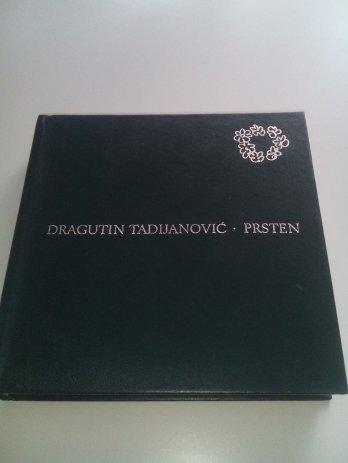 DRAGUTIN TADIJANOVIĆ · PRSTEN